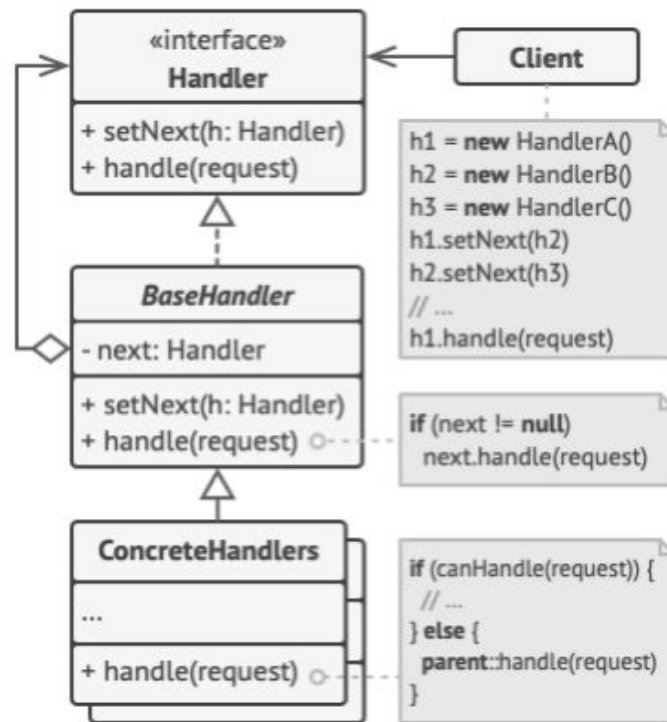 «interface»
Handler
+ setNext(h: Handler)
+ handle(request)
Client
h1 = new HandlerA()
h2 = new HandlerB()
h3 = new HandlerC()
h1.setNext(h2)
h2.setNext(h3)
// ...
h1.handle(request)
BaseHandler
- next: Handler
+ setNext(h: Handler)
+ handle(request)
if (next != null)
next.handle(request)
ConcreteHandlers
...
+ handle(request)
if (canHandle(request)) {
// ...
} else {
parent::handle(request)
}